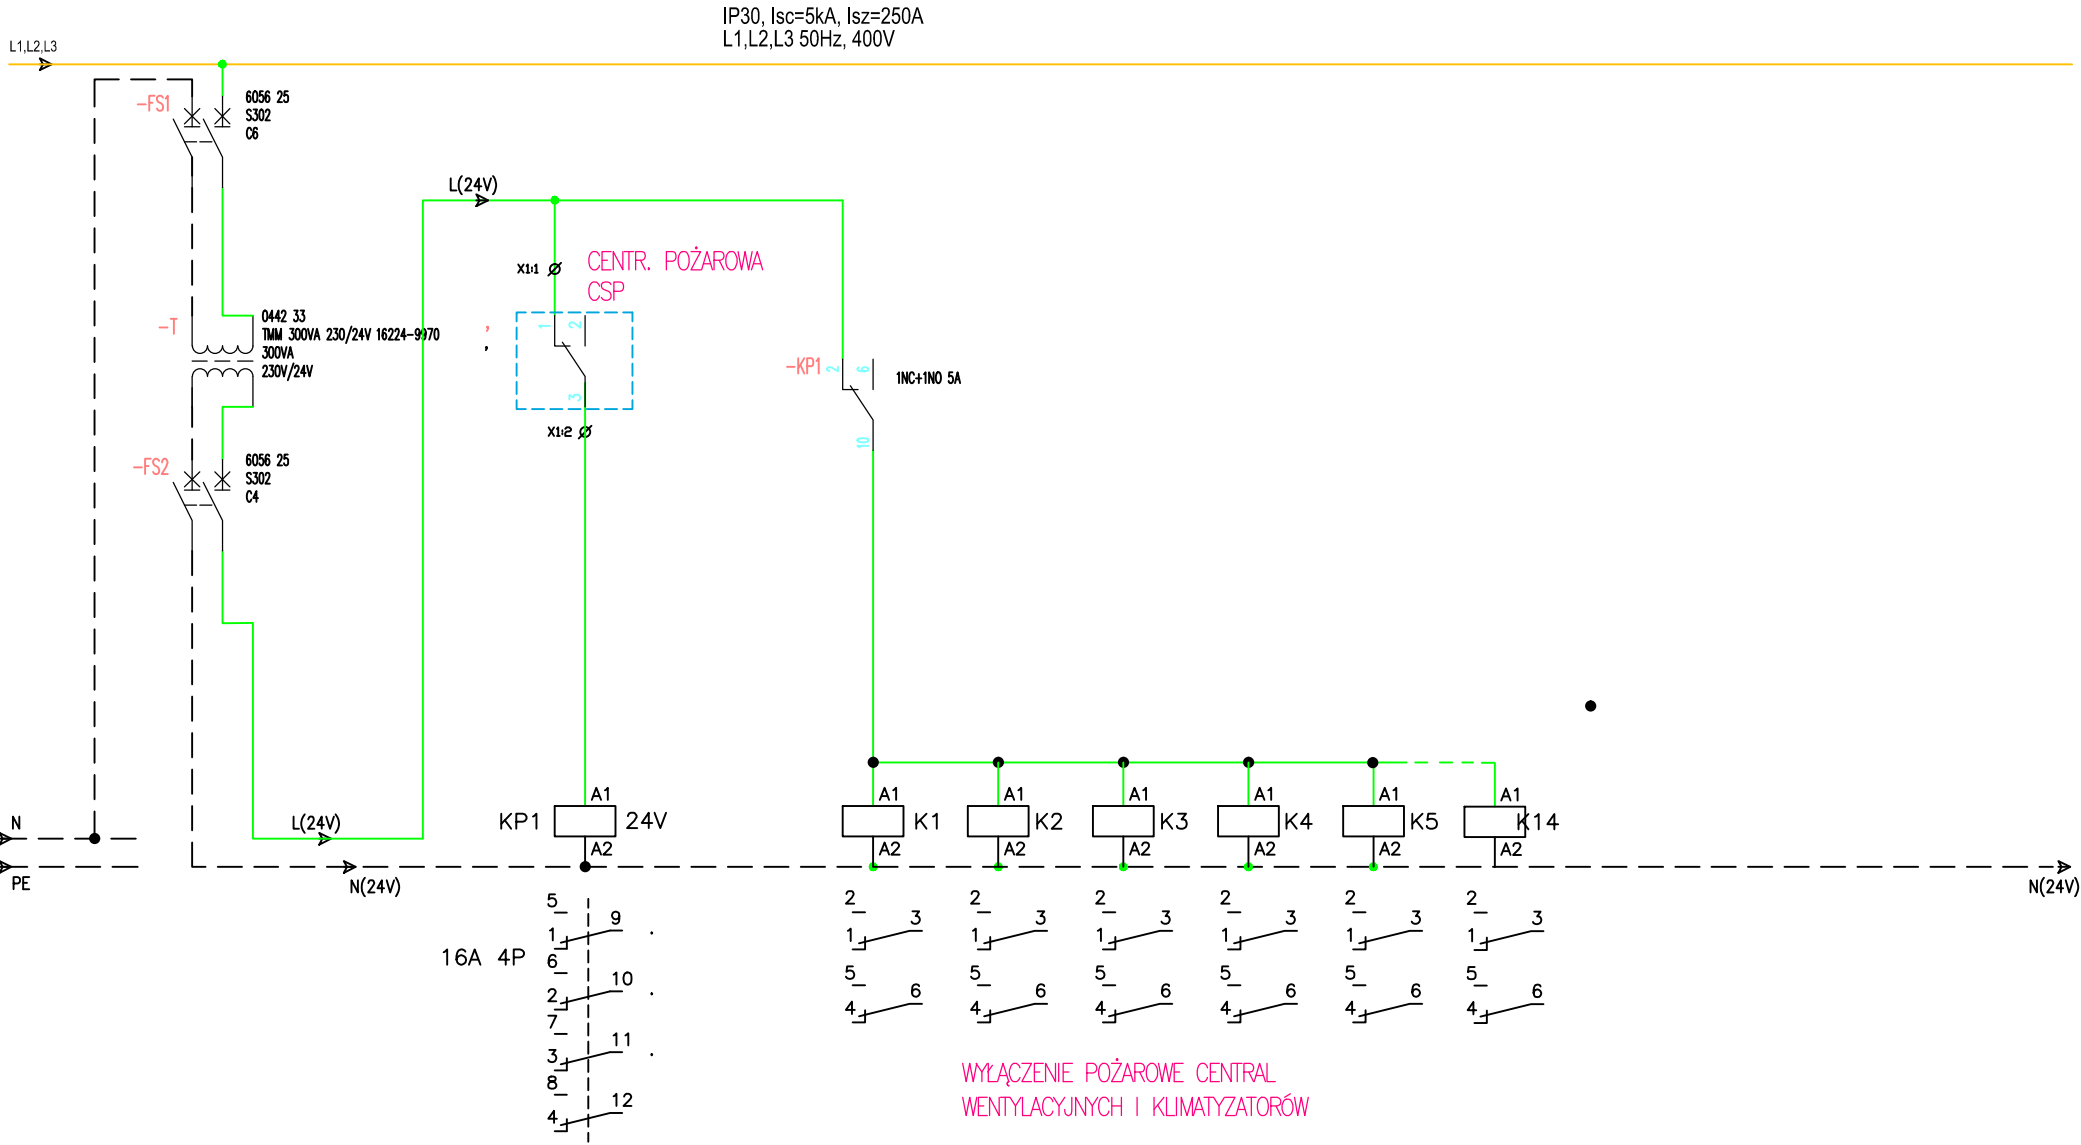 IP30, Isc=5kA, Isz=250A
L1,L2,L3 50Hz, 400V
L1,L2,L3
-FS1
6056 25
S302
C6
L(24V)
X1:1
CENTR. POŻAROWA
CSP
-T
0442 33
TMM 300VA 230/24V 16224-9970
300VA
230V/24V
1
2
3
X1:2
-KP1
2
6
1NC+1NO 5A
10
-FS2
6056 25
S302
C4
N
PE
L(24V)
N(24V)
KP1
A1
24V
A2
A1
K1
A2
A1
K2
A2
A1
K3
A2
A1
K4
A2
A1
K5
A2
A1
K14
A2
N(24V)
16A 4P
5
9
1
6
10
2
7
11
3
8
12
4
2
3
1
5
6
4
2
3
1
5
6
4
2
3
1
5
6
4
2
3
1
5
6
4
2
3
1
5
6
4
2
3
1
5
6
4
WYŁĄCZENIE POŻAROWE CENTRAL
WENTYLACYJNYCH I KLIMATYZATORÓW